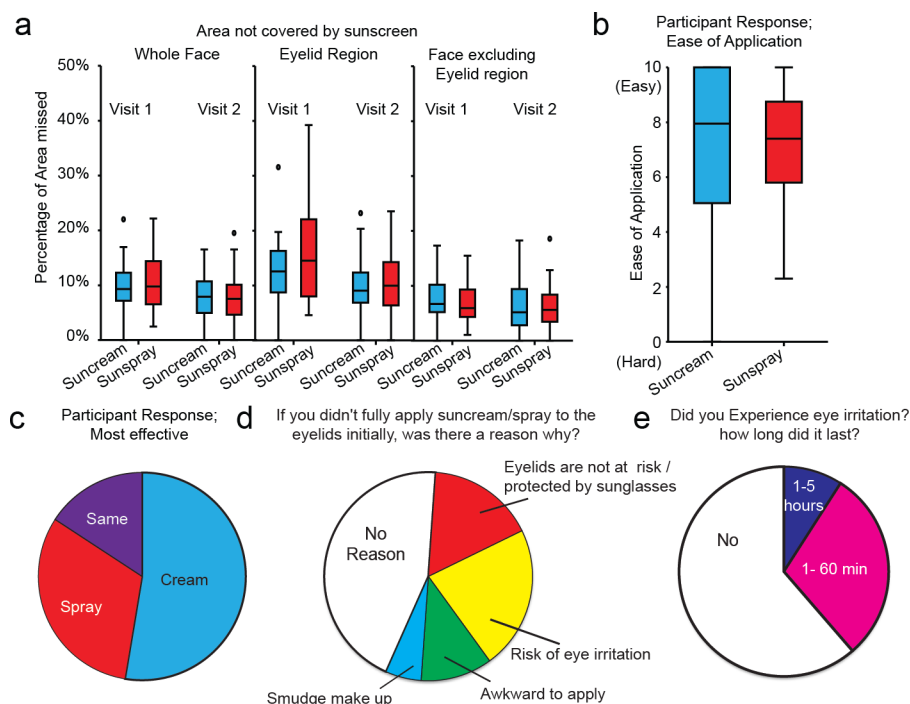 a
Area not covered by sunscreen
Whole Face
Eyelid Region
Face excluding
Eyelid region
Visit 1
Visit 2
Visit 1
Visit 2
Visit 1
Visit 2
Percentage of Area missed
50%
40%
30%
20%
10%
0%
Suncream
Sunspray
Suncream
Sunspray
Suncream
Sunspray
Suncream
Sunspray
Suncream
Sunspray
Suncream
Sunspray
b
Participant Response;
Ease of Application
Ease of Application
10
(Easy)
8
6
4
2
0
(Hard)
Suncream
Sunspray
c
Participant Response;
Most effective
Same
Spray
Cream
d
If you didn't fully apply suncream/spray to the
eyelids initially, was there a reason why?
Eyelids are not at risk /
protected by sunglasses
No
Reason
Risk of eye irritation
Awkward to apply
Smudge make up
e
Did you Experience eye irritation?
how long did it last?
1-5
hours
No
1- 60 min